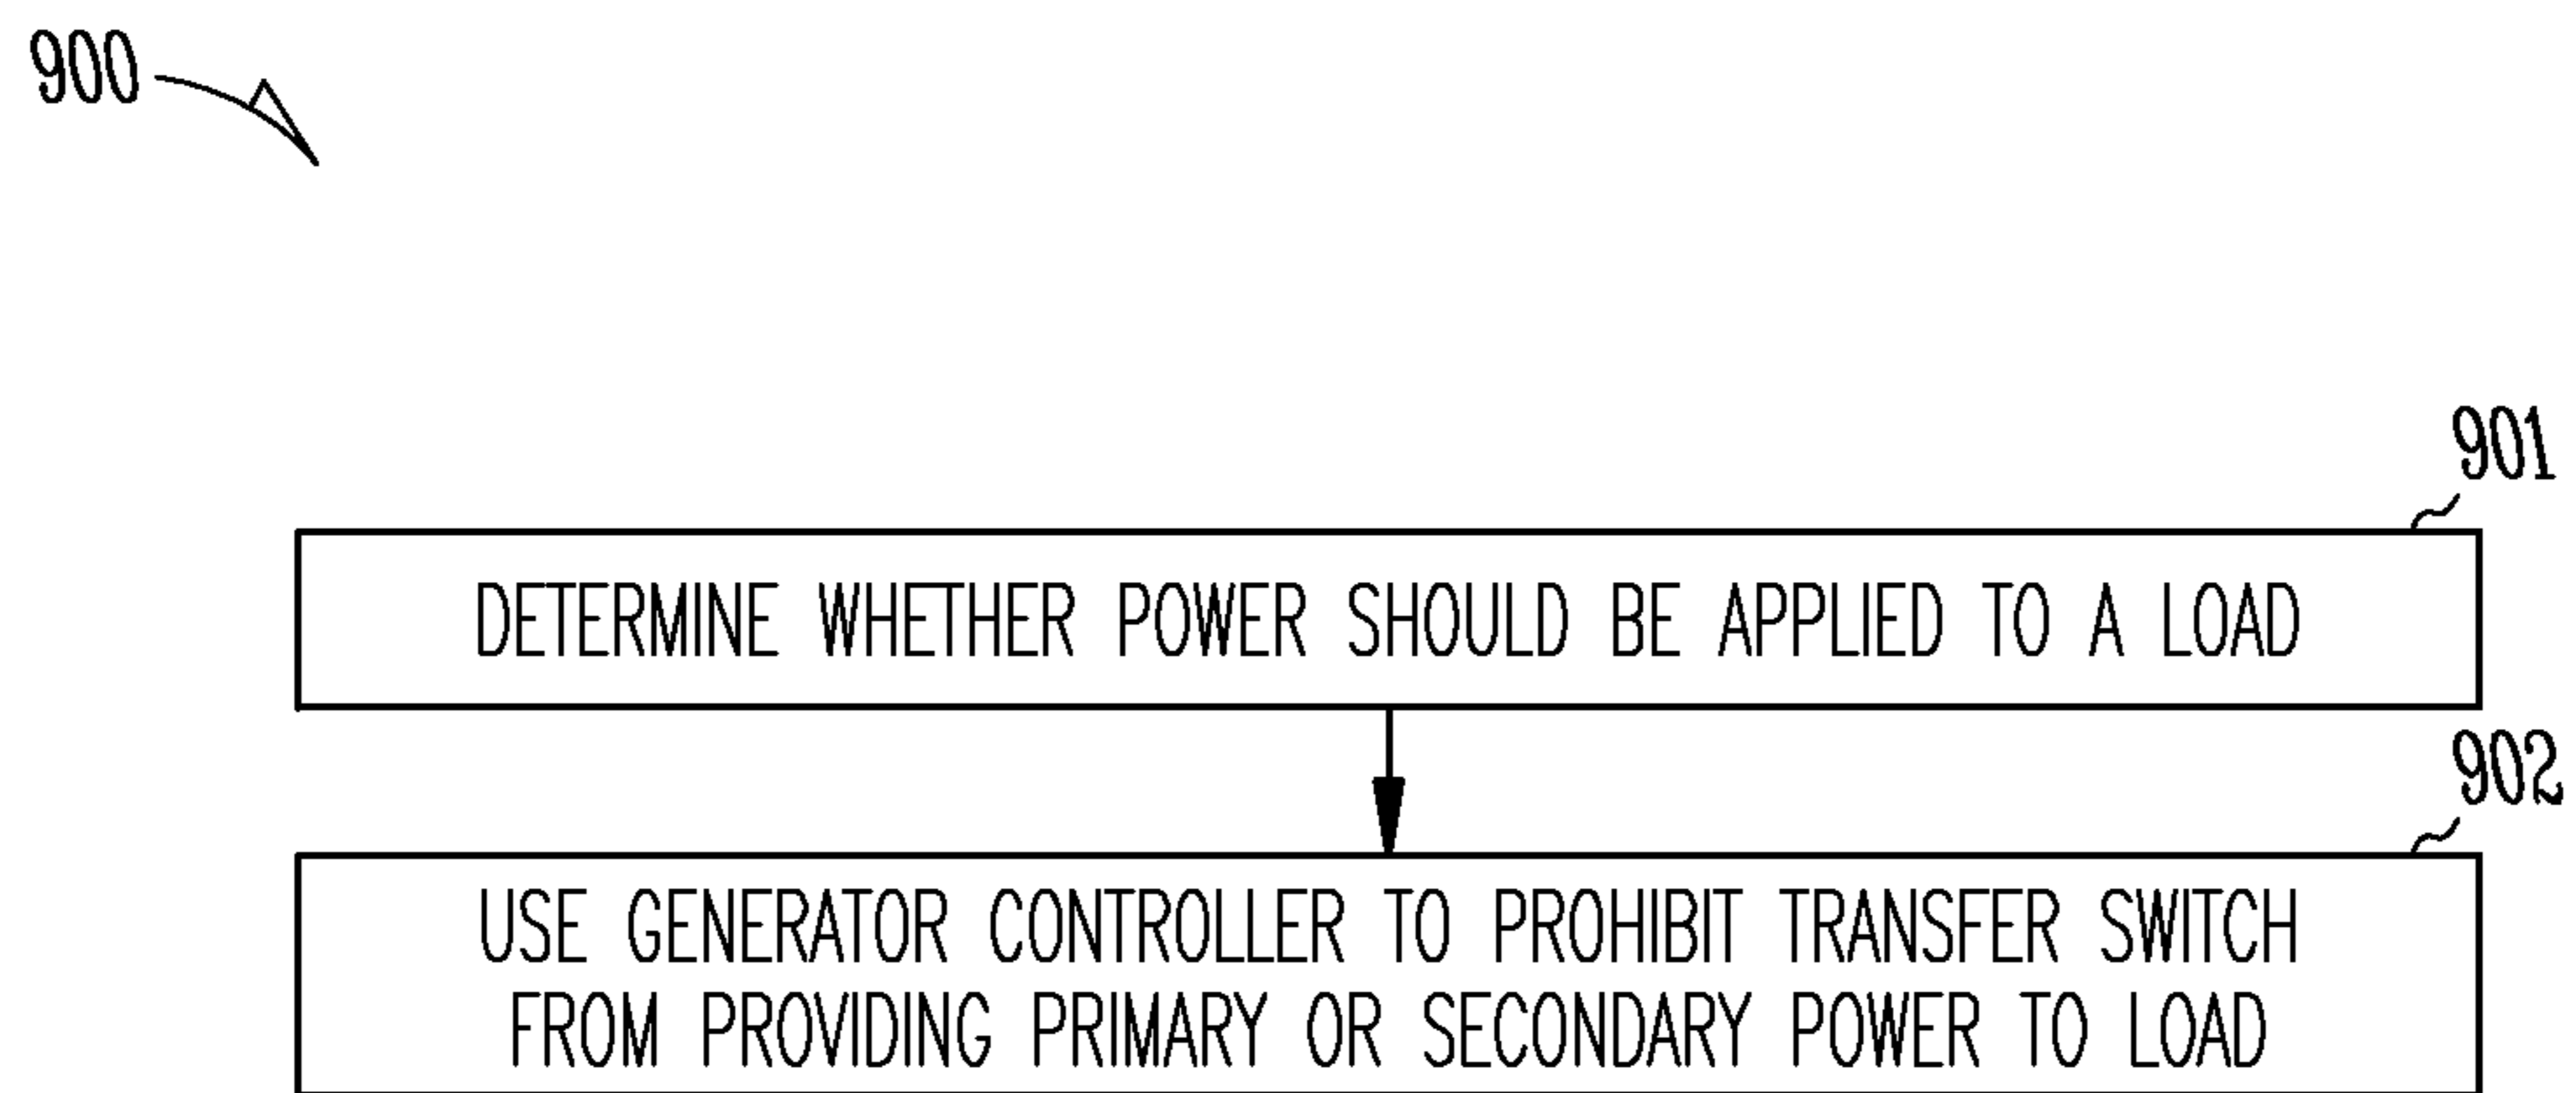 900
901
DETERMINE WHETHER POWER SHOULD BE APPLIED TO A LOAD
902
USE GENERATOR CONTROLLER TO PROHIBIT TRANSFER SWITCH
FROM PROVIDING PRIMARY OR SECONDARY POWER TO LOAD